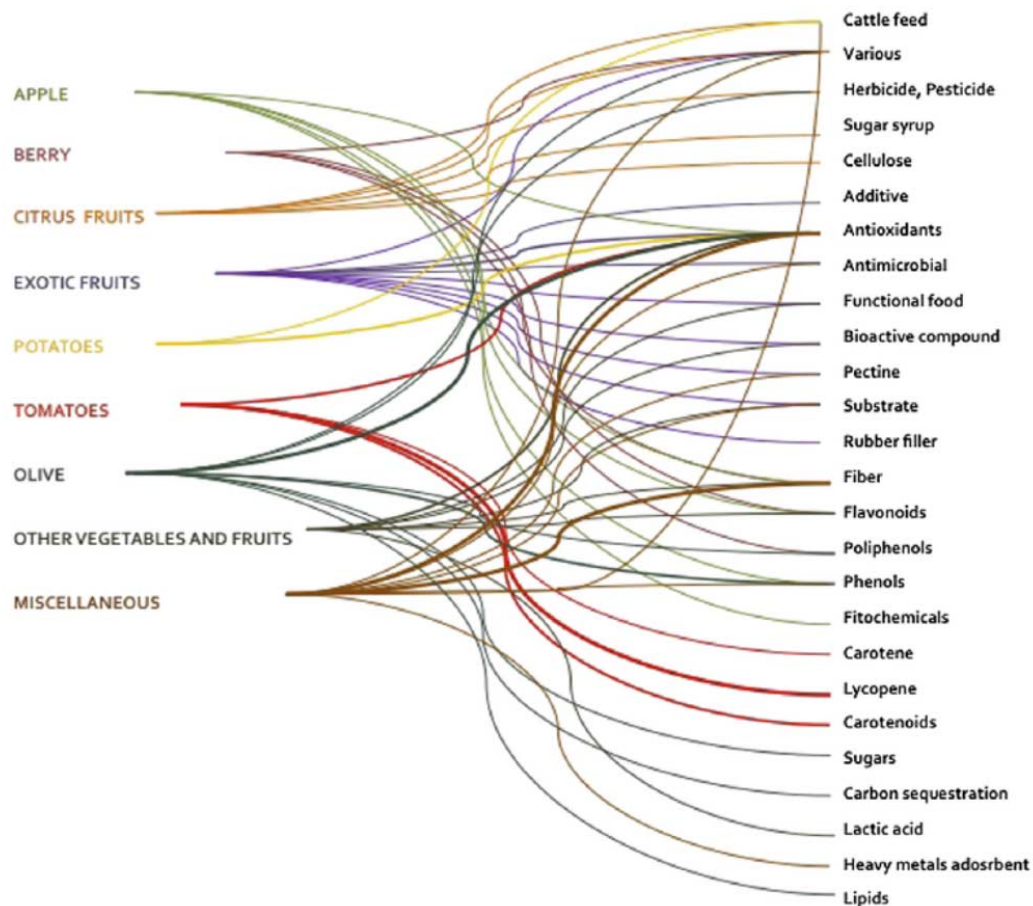 APPLE
BERRY
CITRUS FRUITS
EXOTIC FRUITS
POTATOES
TOMATOES
OLIVE
OTHER VEGETABLES AND FRUITS
MISCELLANEOUS
Cattle feed
Various
Herbicide, Pesticide
Sugar syrup
Cellulose
Additive
Antioxidants
Antimicrobial
Functional food
Bioactive compound
Pectine
Substrate
Rubber filler
Fiber
Flavonoids
Poliphenols
Phenols
Fitochemicals
Carotene
Lycopene
Carotenoids
Sugars
Carbon sequestration
Lactic acid
Heavy metals adosrbent
Lipids